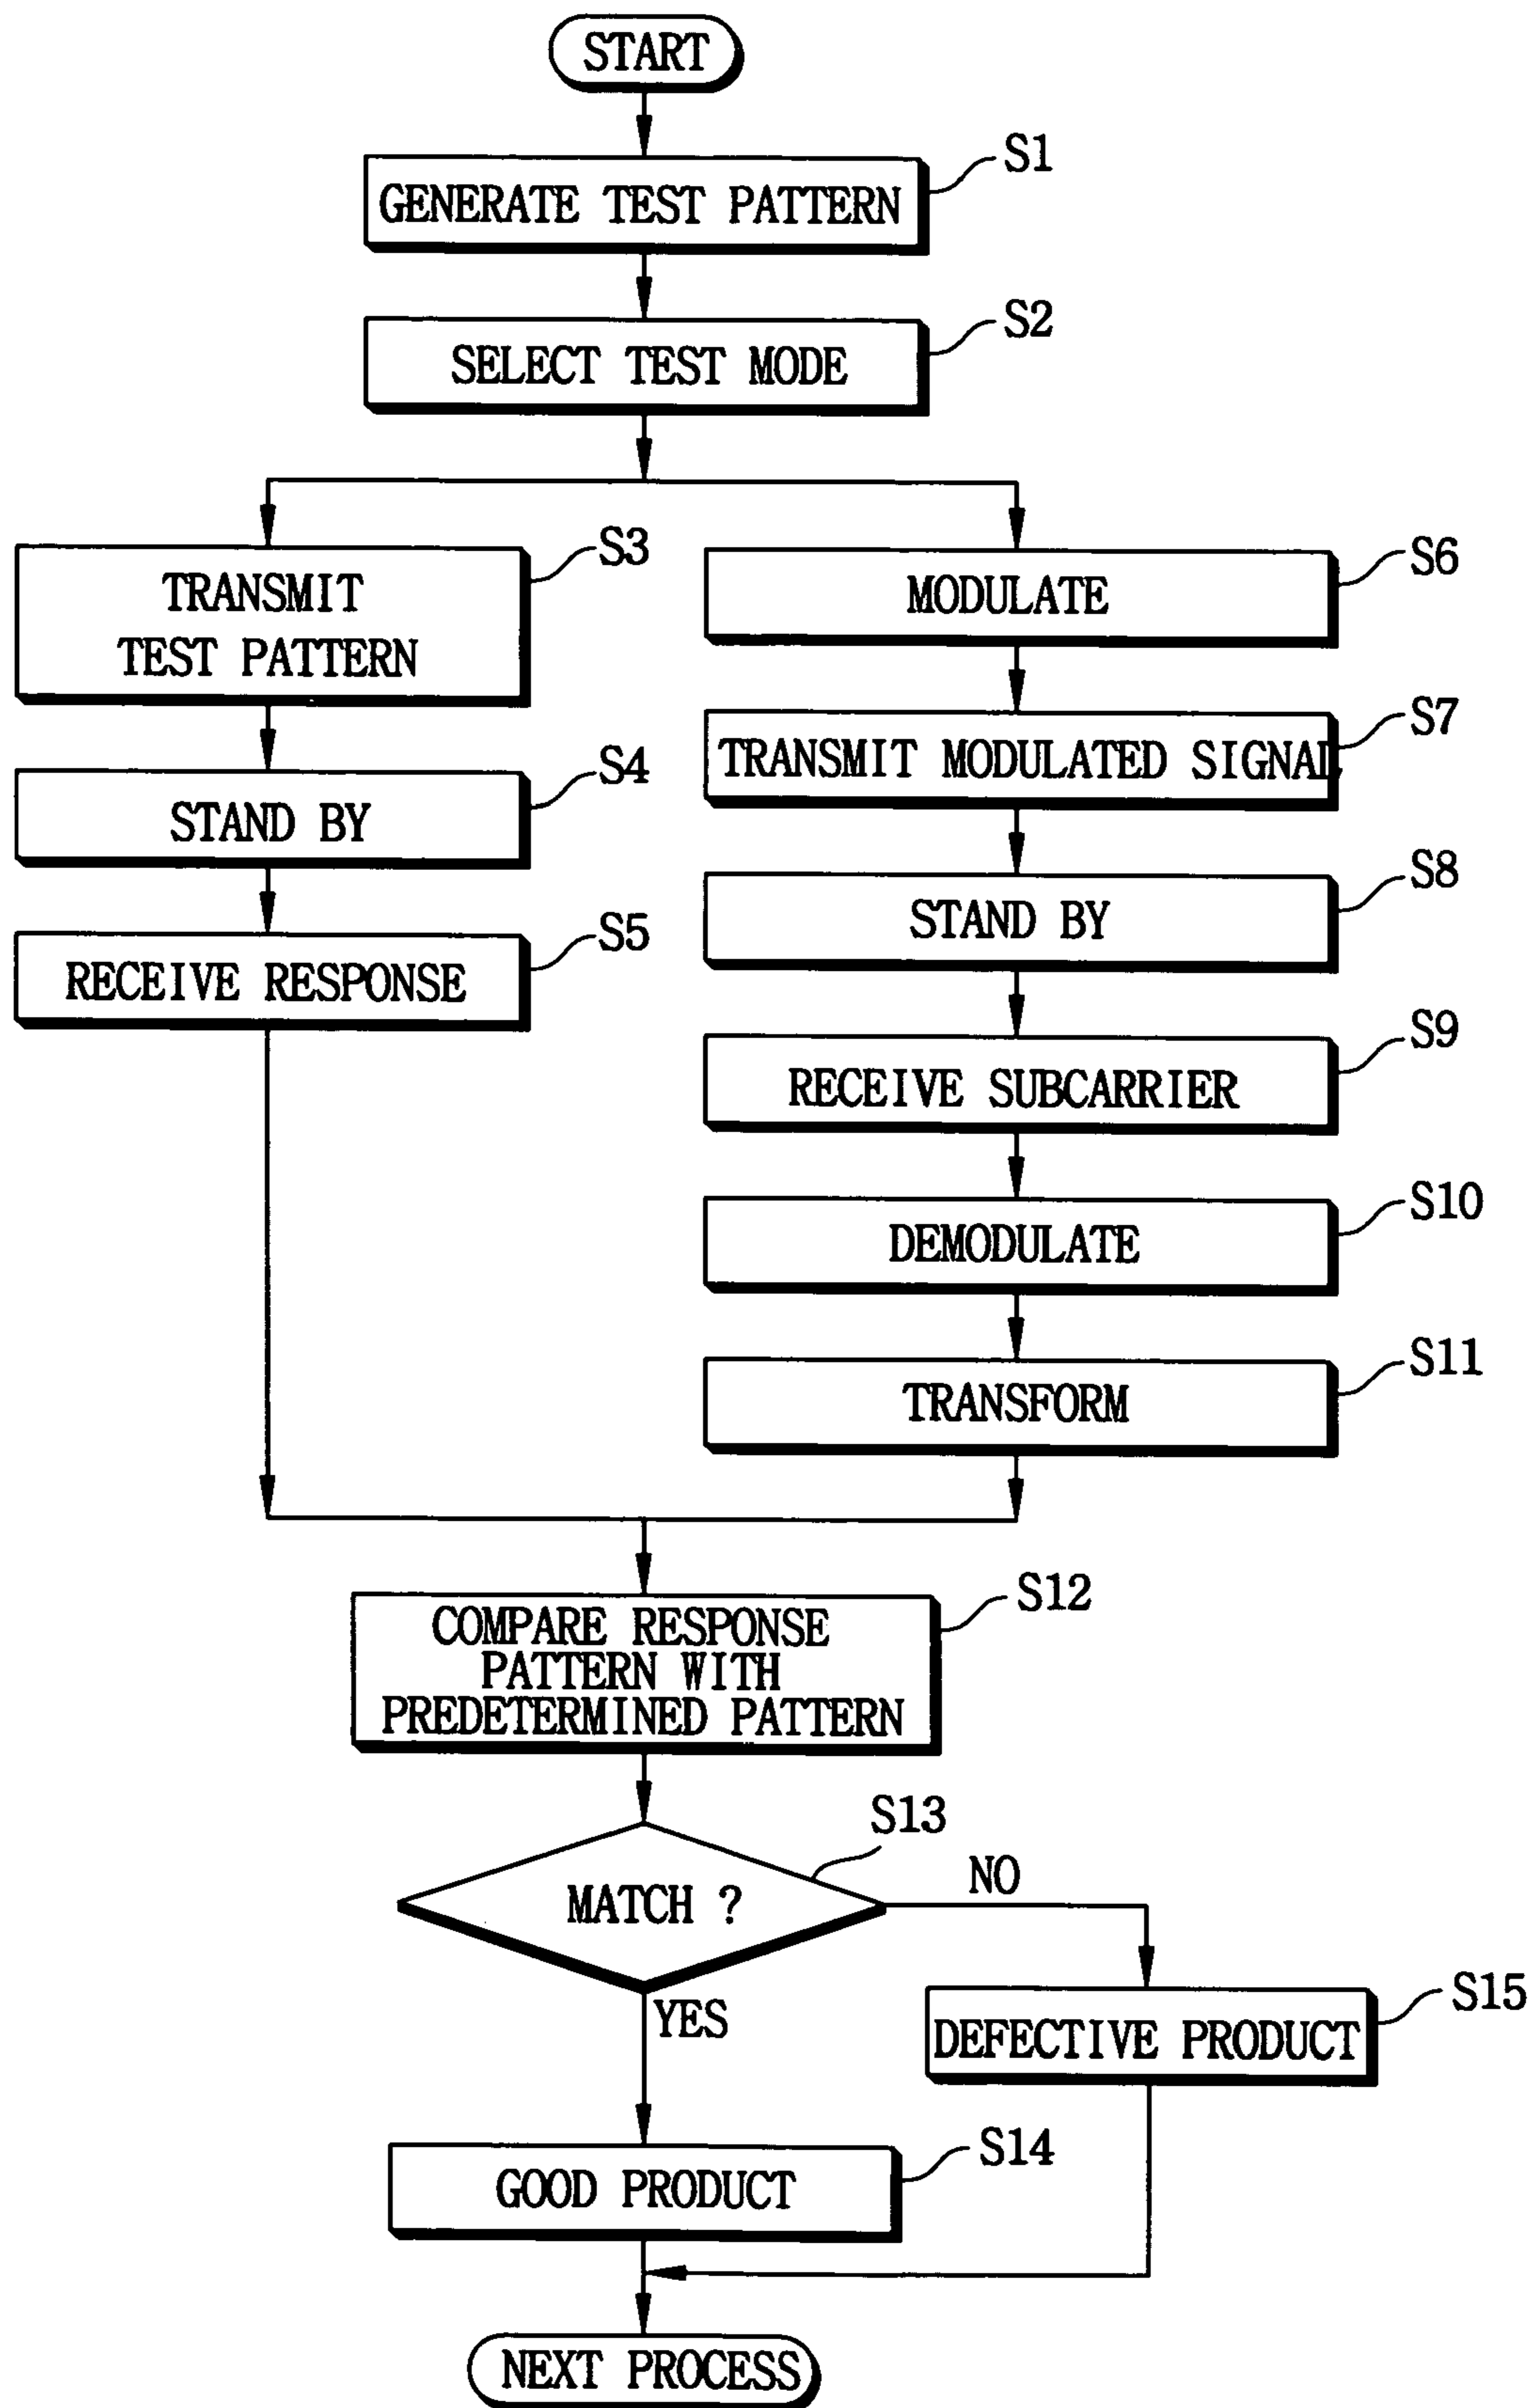 START
S1
GENERATE TEST PATTERN
S2
SELECT TEST MODE
S3
TRANSMIT
TEST PATTERN
S4
STAND BY
S5
RECEIVE RESPONSE
S6
MODULATE
S7
TRANSMIT MODULATED SIGNAL
S8
STAND BY
S9
RECEIVE SUBCARRIER
S10
DEMODULATE
S11
TRANSFORM
S12
COMPARE RESPONSE
PATTERN WITH
PREDETERMINED PATTERN
S13
MATCH ?
NO
YES
S15
DEFECTIVE PRODUCT
S14
GOOD PRODUCT
NEXT PROCESS